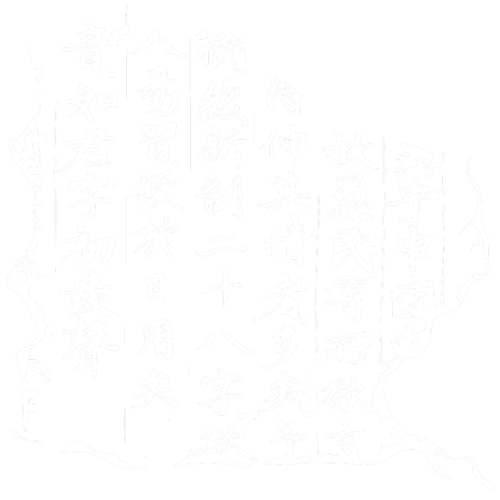 異乎中國
故愚民有所欲言
得伸其情者多矣予
憫然新制二十八字欲
人易習便於日用矣
音如君字初發聲